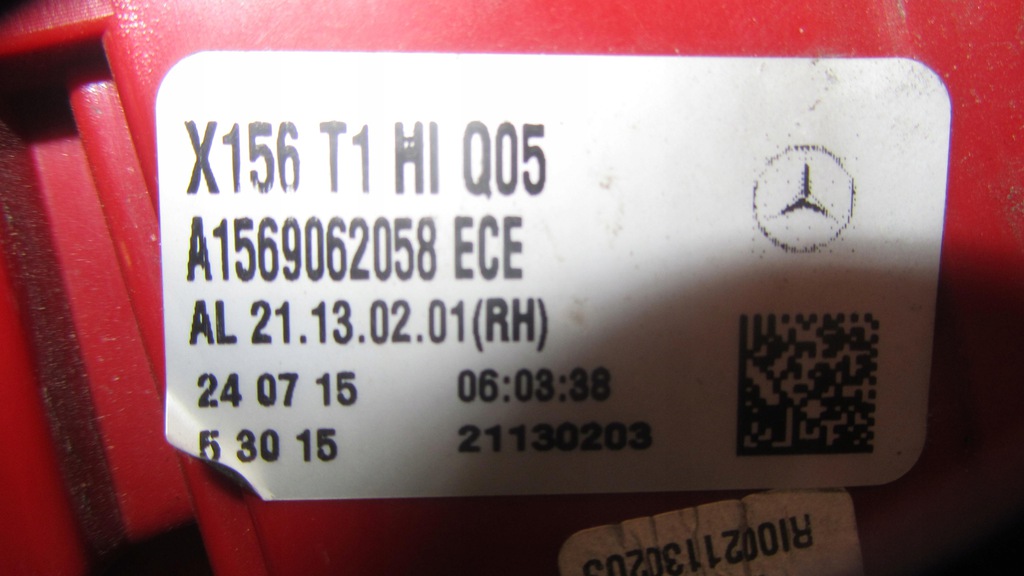 X156 T1 HI Q05
A1569062058 ECE
AL 21.13.02.01(RH)
24 07 15 06:03:38
5 30 15 21130203
RI0021130203